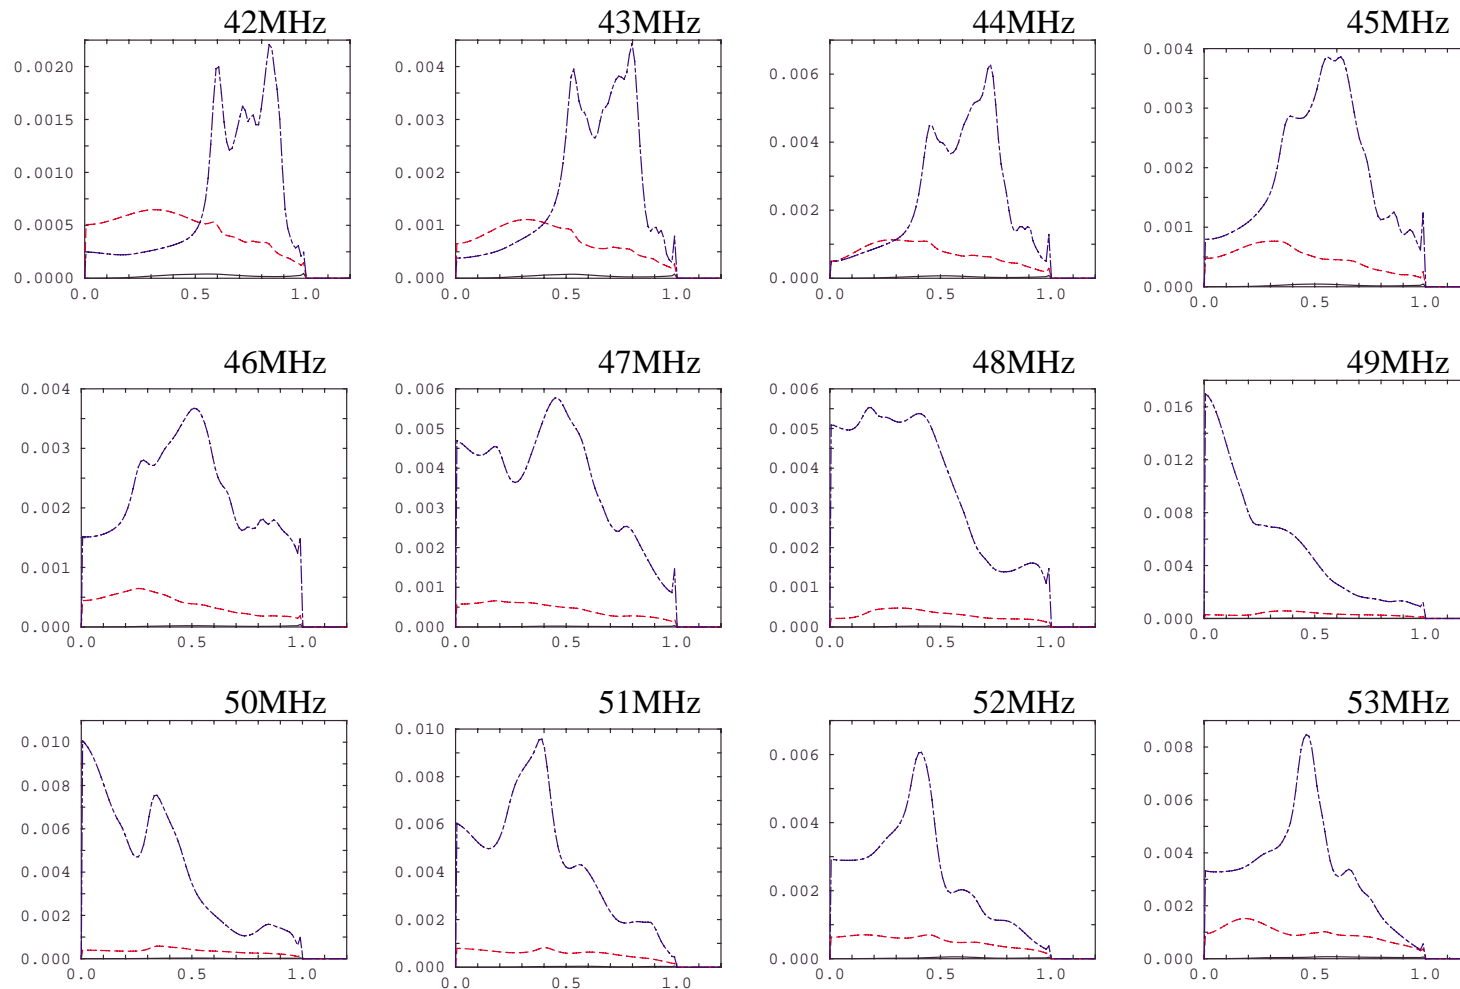 42MHz 43MHz 44MHz 45MHz
0.0020 0.0015 0.0010 0.0005 0.0000
0.0 0.5 1.0
0.004 0.003 0.002 0.001 0.000
0.0 0.5 1.0
0.006 0.004 0.002 0.000
0.0 0.5 1.0
0.004 0.003 0.002 0.001 0.000
0.0 0.5 1.0
46MHz 47MHz 48MHz 49MHz
0.004 0.003 0.002 0.001 0.000
0.0 0.5 1.0
0.006 0.005 0.004 0.003 0.002 0.001 0.000
0.0 0.5 1.0
0.006 0.005 0.004 0.003 0.002 0.001 0.000
0.0 0.5 1.0
0.016 0.012 0.008 0.004 0.000
0.0 0.5 1.0
50MHz 51MHz 52MHz 53MHz
0.010 0.008 0.006 0.004 0.002 0.000
0.0 0.5 1.0
0.010 0.008 0.006 0.004 0.002 0.000
0.0 0.5 1.0
0.006 0.004 0.002 0.000
0.0 0.5 1.0
0.008 0.006 0.004 0.002 0.000
0.0 0.5 1.0